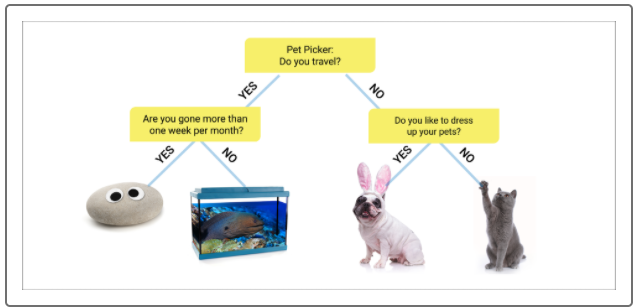 Pet Picker:
Do you travel?
YES
NO
Are you gone more than
one week per month?
Do you like to dress
up your pets?
YES
NO
YES
NO